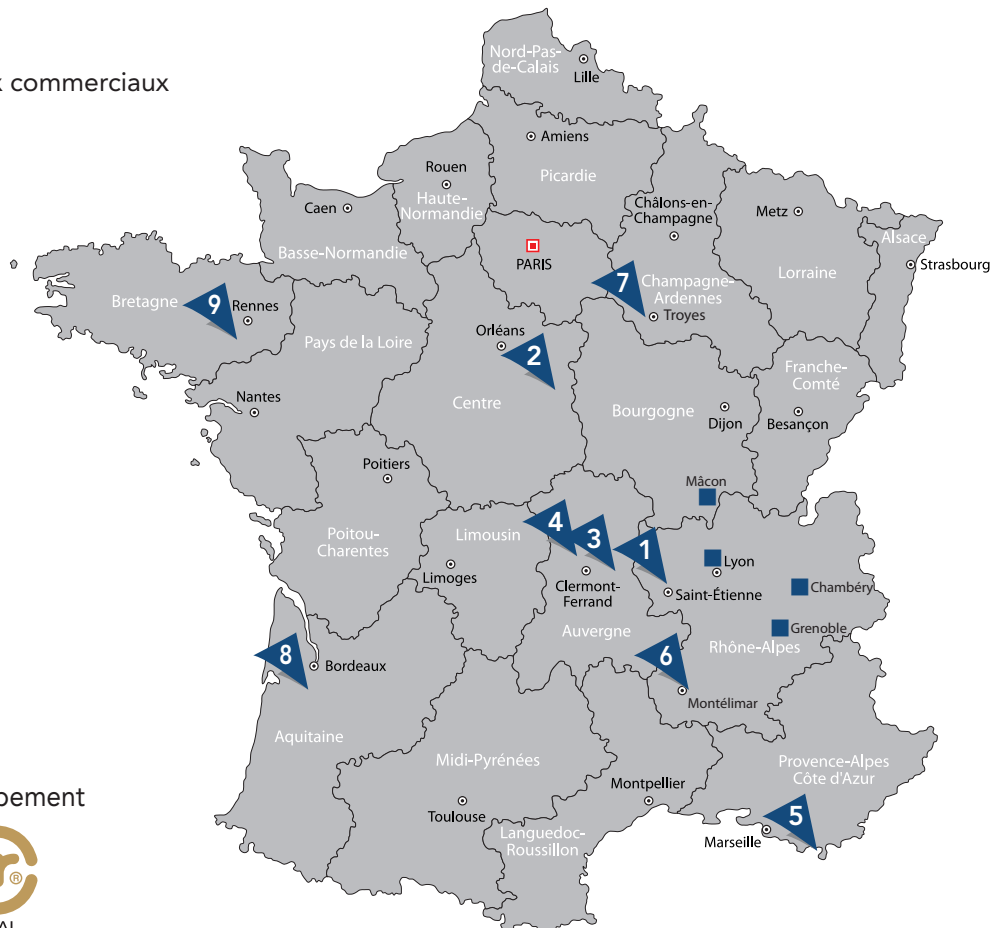 Nord-Pas-
de-Calais
Lille
x commerciaux
Amiens
Picardie
Rouen
Haute-
Normandie
Caen
Basse-Normandie
Châlons-en-
Champagne
Metz
Alsace
Strasbourg
Lorraine
PARIS
7
Champagne-
Ardennes
Troyes
Bretagne
9
Rennes
Pays de la Loire
Orléans
2
Centre
Franche-
Comté
Bourgogne
Dijon
Besançon
Nantes
Poitiers
Mâcon
Poitou-
Charentes
Limousin
Limoges
4
3
1
Clermont-
Ferrand
Lyon
Saint-Étienne
Chambéry
Grenoble
Rhône-Alpes
Auvergne
6
Montélimar
8
Bordeaux
Aquitaine
Midi-Pyrénées
Toulouse
Montpellier
Languedoc-
Roussillon
Provence-Alpes
Côte d'Azur
5
Marseille
pement
r®
AL